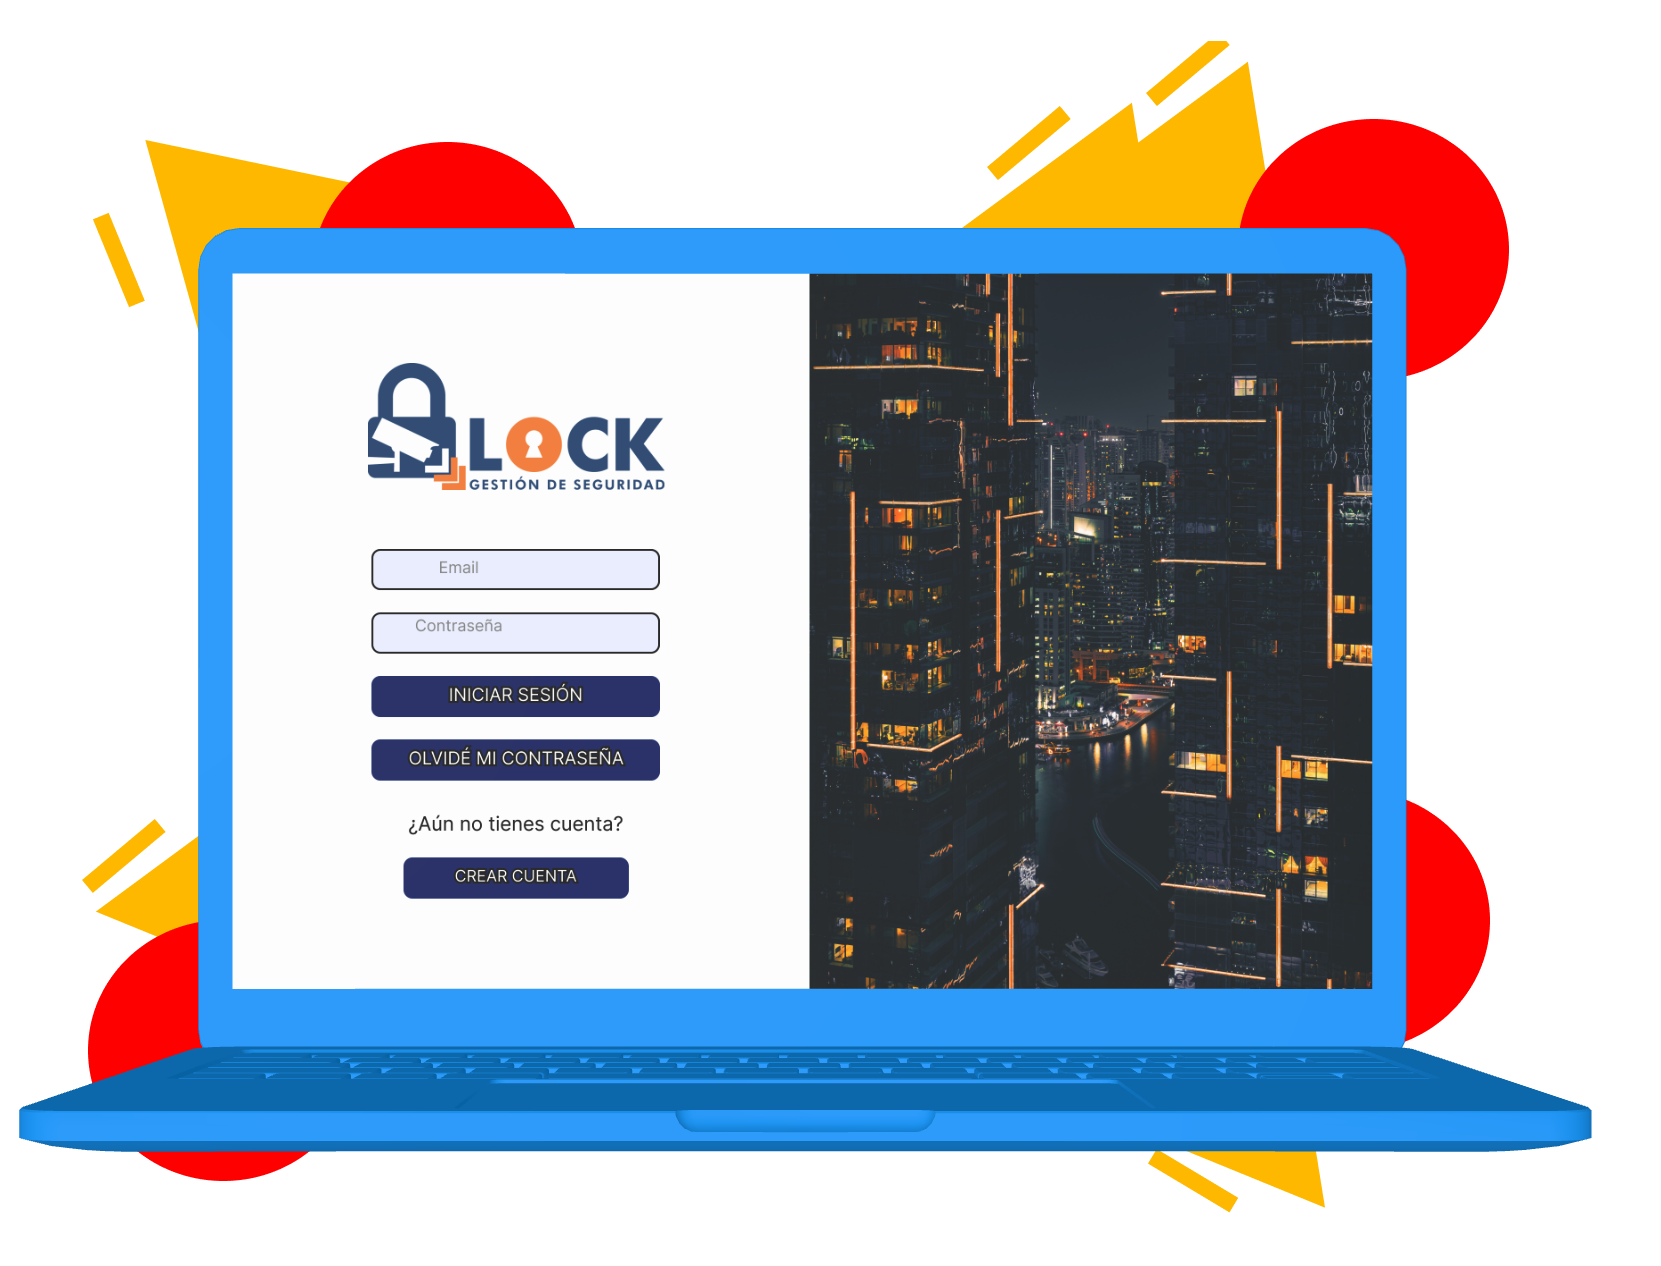 LOCK
GESTIÓN DE SEGURIDAD
Email
Contraseña
INICIAR SESIÓN
OLVIDÉ MI CONTRASEÑA
¿Aún no tienes cuenta?
CREAR CUENTA